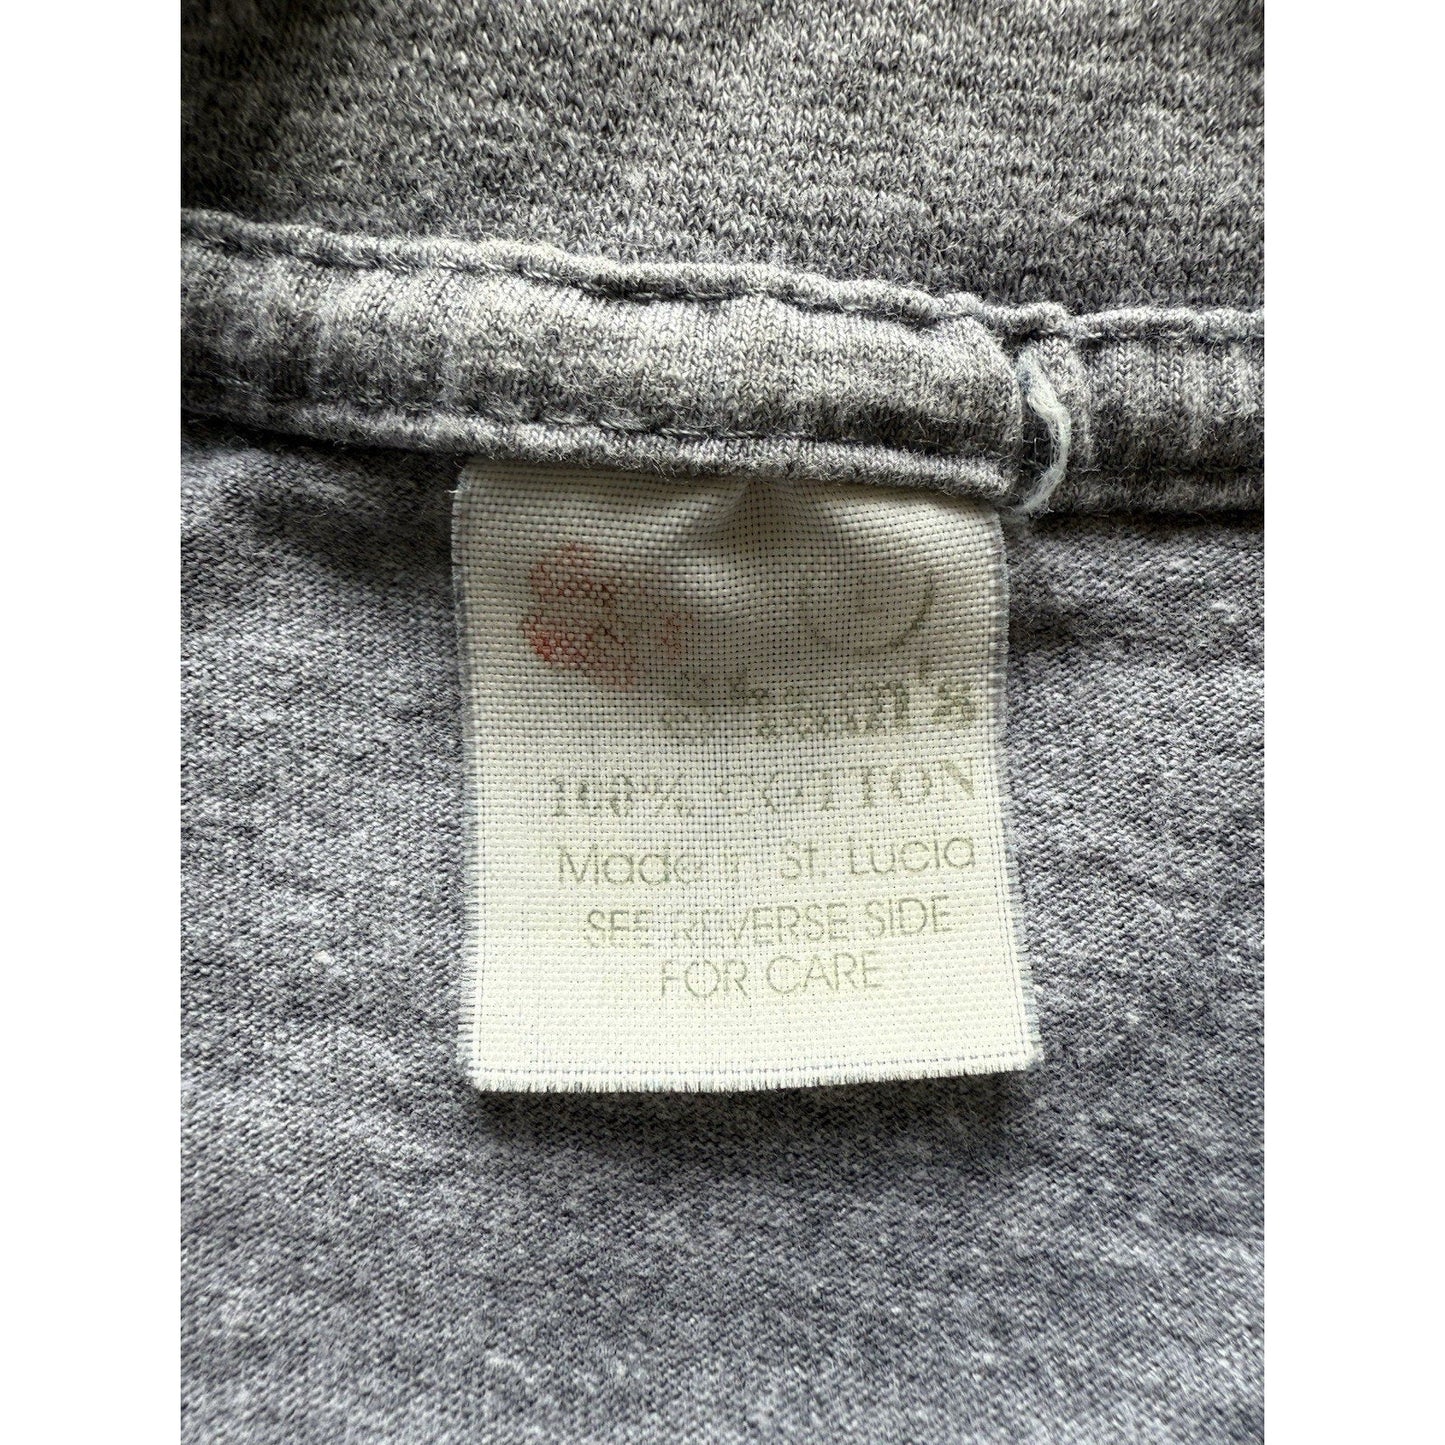 100% COTTON
Made in St. Lucia
SEE REVERSE SIDE
FOR CARE